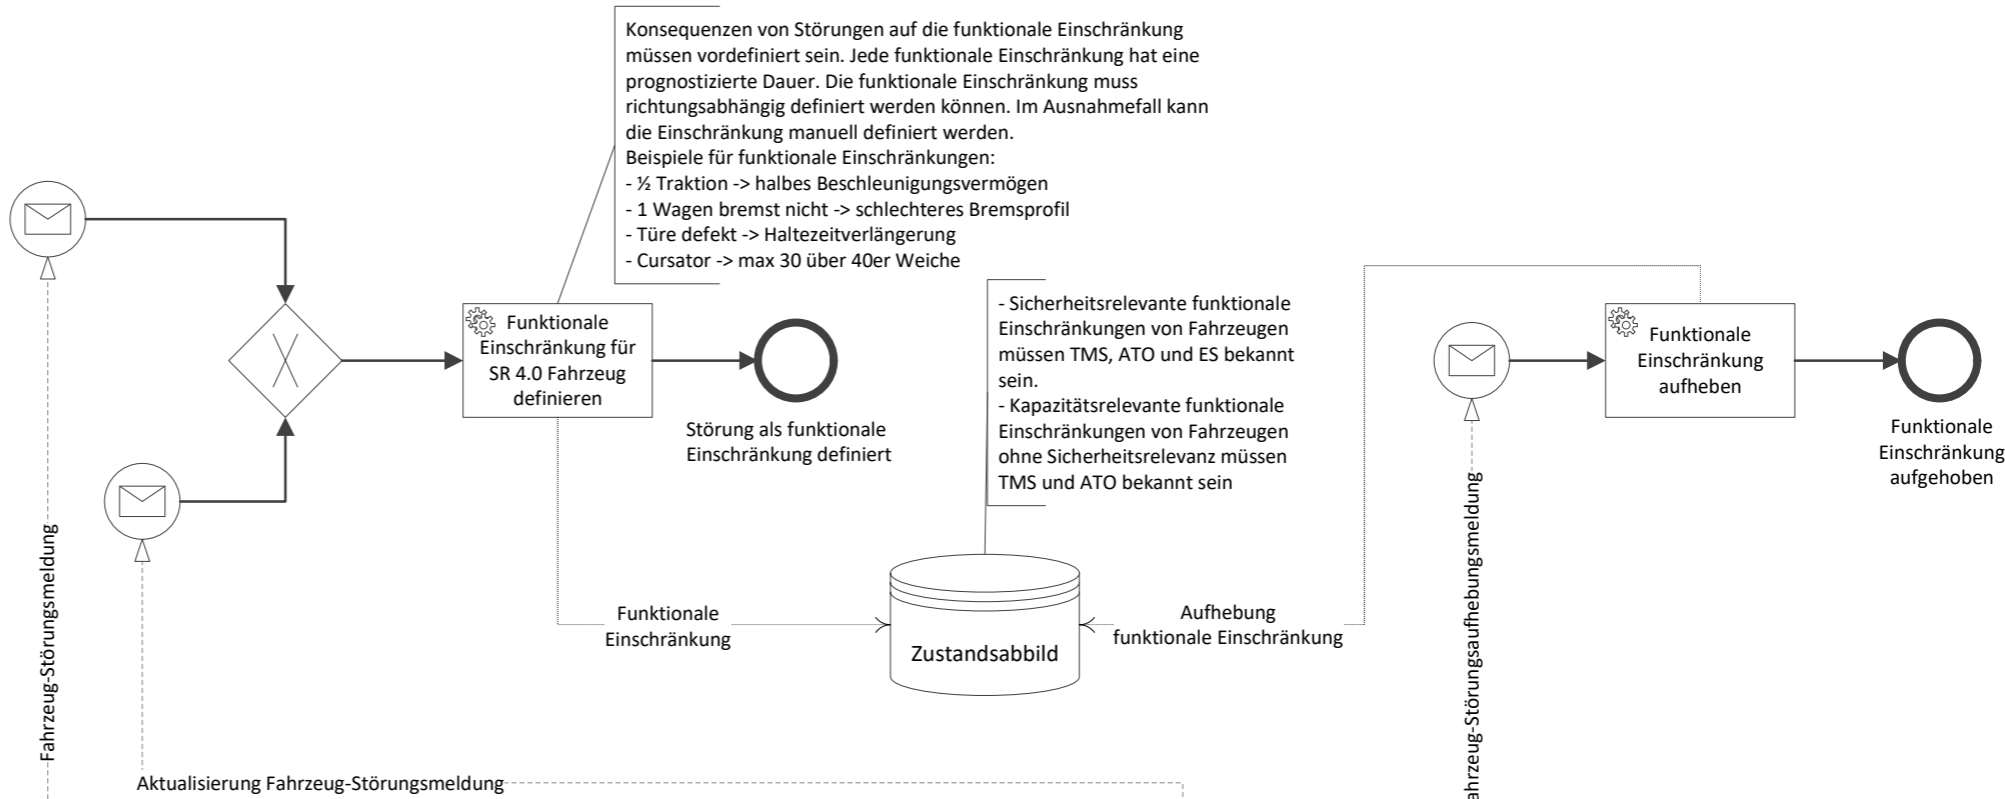 Konsequenzen von Störungen auf die funktionale Einschränkung
müssen vordefiniert sein. Jede funktionale Einschränkung hat eine
prognostizierte Dauer. Die funktionale Einschränkung muss
richtungsabhängig definiert werden können. Im Ausnahmefall kann
die Einschränkung manuell definiert werden.
Beispiele für funktionale Einschränkungen:
- ½ Traktion -> halbes Beschleunigungsvermögen
- 1 Wagen bremst nicht -> schlechteres Bremsprofil
- Türe defekt -> Haltezeitverlängerung
- Cursator -> max 30 über 40er Weiche
Funktionale
Einschränkung für
SR 4.0 Fahrzeug
definieren
Störung als funktionale
Einschränkung definiert
- Sicherheitsrelevante funktionale
Einschränkungen von Fahrzeugen
müssen TMS, ATO und ES bekannt
sein.
- Kapazitätsrelevante funktionale
Einschränkungen von Fahrzeugen
ohne Sicherheitsrelevanz müssen
TMS und ATO bekannt sein
Funktionale
Einschränkung
aufheben
Funktionale
Einschränkung
aufgehoben
Funktionale
Einschränkung
Zustandsabbild
Aufhebung
funktionale Einschränkung
Fahrzeug-Störungsmeldung
Aktualisierung Fahrzeug-Störungsmeldung
ahrzeug-Störungsaufhebungsmeldung